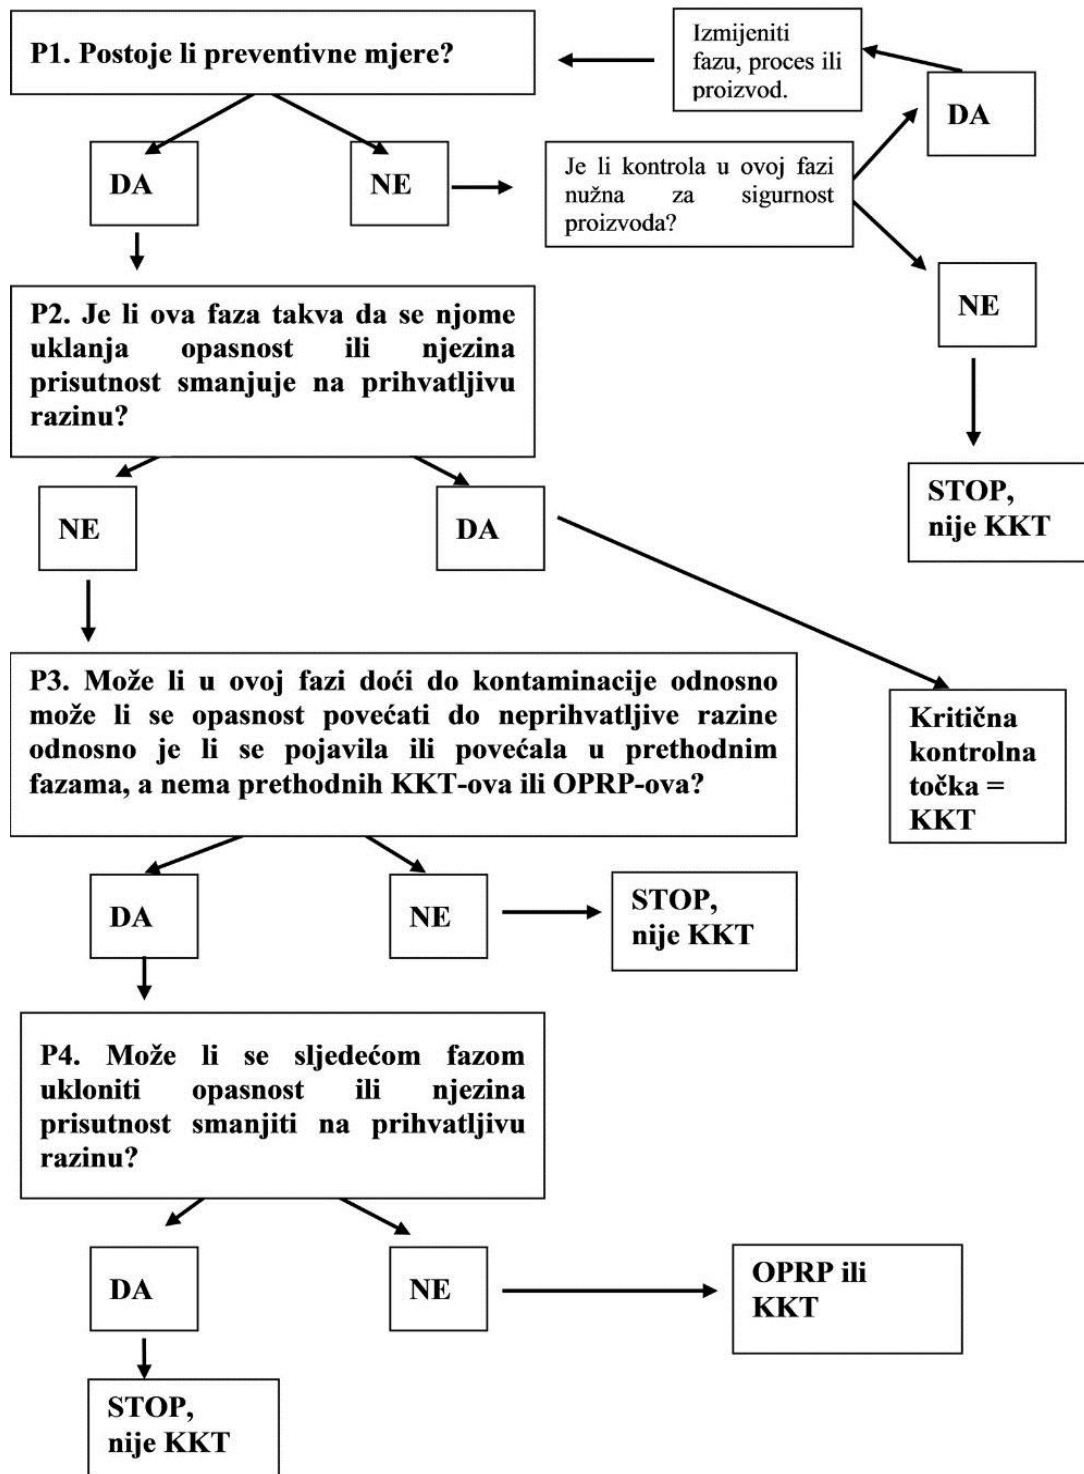 P1. Postoje li preventivne mjere?
Izmijeniti
fazu, proces ili
proizvod.
DA
DA
NE
Je li kontrola u ovoj fazi
nužna za sigurnost
proizvoda?
NE
P2. Je li ova faza takva da se njome
uklanja opasnost ili njezina
prisutnost smanjuje na prihvatljivu
razinu?
STOP,
nije KKT
NE
DA
P3. Može li u ovoj fazi doći do kontaminacije odnosno
može li se opasnost povećati do neprihvatljive razine
odnosno je li se pojavila ili povećala u prethodnim
fazama, a nema prethodnih KKT-ova ili OPRP-ova?
Kritična
kontrolna
točka =
KKT
DA
NE
STOP,
nije KKT
P4. Može li se sljedećom fazom
ukloniti opasnost ili njezina
prisutnost smanjiti na prihvatljivu
razinu?
DA
NE
OPRP ili
KKT
STOP,
nije KKT